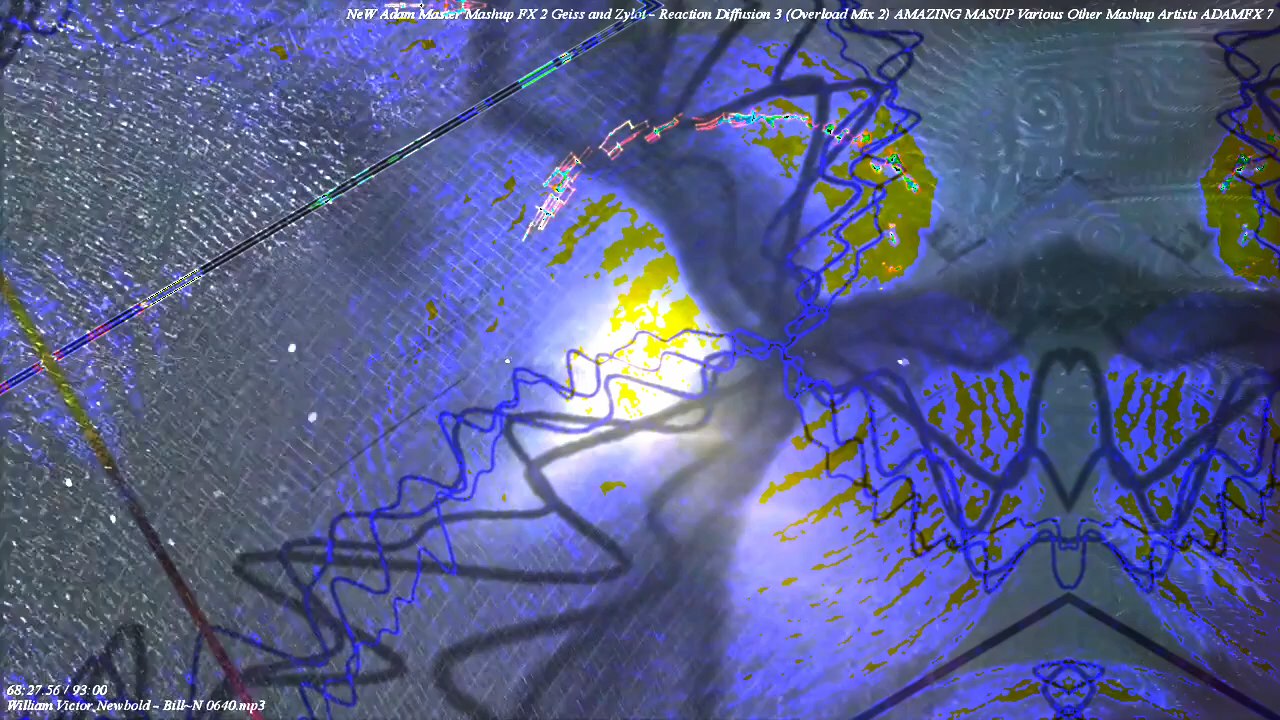 NeW Adam Master Mashup FX 2 Geiss and Zylot - Reaction Diffusion 3 (Overload Mix 2) AMAZING MASUP Various Other Mashup Artists ADAMFX 7
68:27.56 / 93:00
William Victor Newbold - Bill~N 0640.mp3